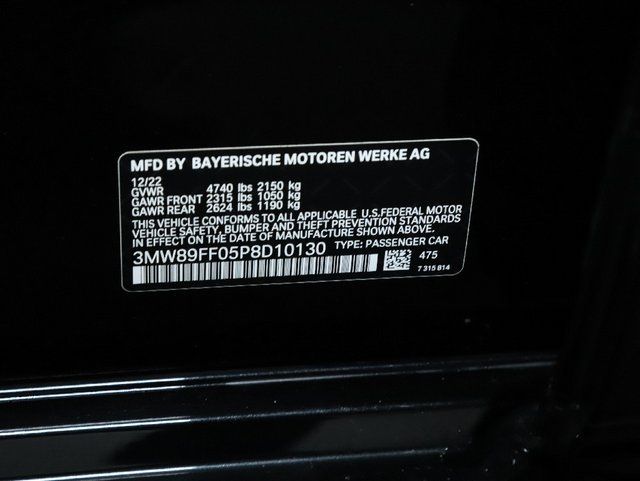 MFD BY BAYERISCHE MOTOREN WERKE AG
12/22
GVWR 4740 lbs 2150 kg
GAWR FRONT 2315 lbs 1050 kg
GAWR REAR 2624 lbs 1190 kg
THIS VEHICLE CONFORMS TO ALL APPLICABLE U.S.FEDERAL MOTOR
VEHICLE SAFETY, BUMPER AND THEFT PREVENTION STANDARDS
IN EFFECT ON THE DATE OF MANUFACTURE SHOWN ABOVE.
3MW89FF05P8D10130 TYPE: PASSENGER CAR
475
7 315 814